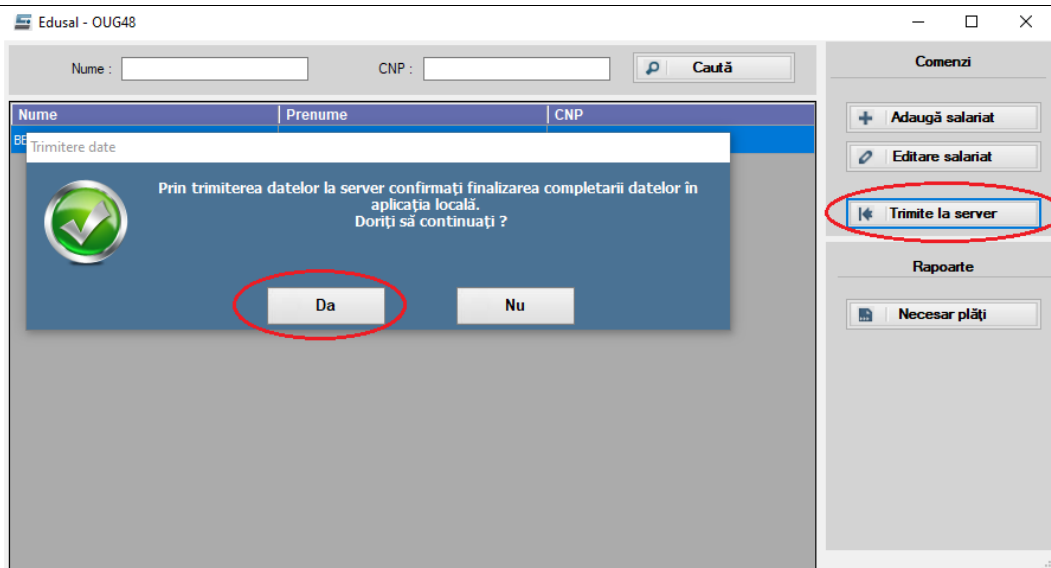 Edusal - OUG48
Nume :
CNP :
Caută
Comenzi
Nume Prenume CNP
BE
Adaugă salariat
Editare salariat
Trimite la server
Rapoarte
Necesar plăți
Trimitere date
Prin trimiterea datelor la server confirmați finalizarea completarii datelor în
aplicația locală.
Doriți să continuați ?
Da Nu